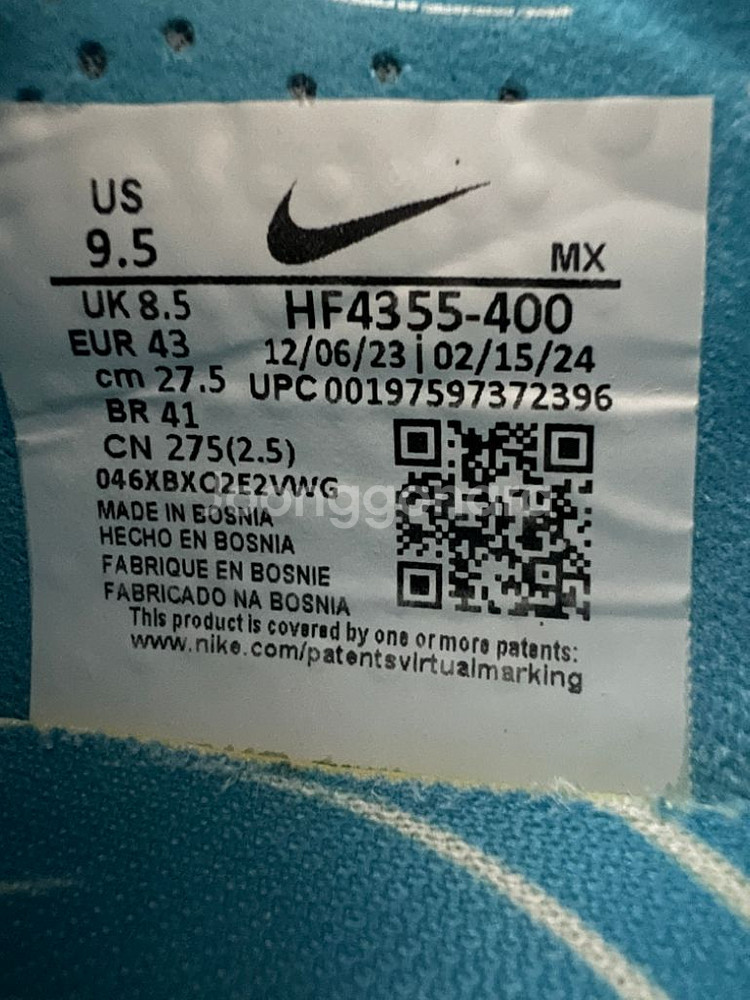 US
9.5
MX
UK 8.5
HF4355-400
EUR 43
12/06/23 | 02/15/24
cm 27.5
UPC 00197597372396
BR 41
CN 275(2.5)
046XBXQ2E2VWG
MADE IN BOSNIA
HECHO EN BOSNIA
FABRIQUE EN BOSNIE
FABRICADO NA BOSNIA
This product is covered by one or more patents:
www.nike.com/patentsvirtualmarking